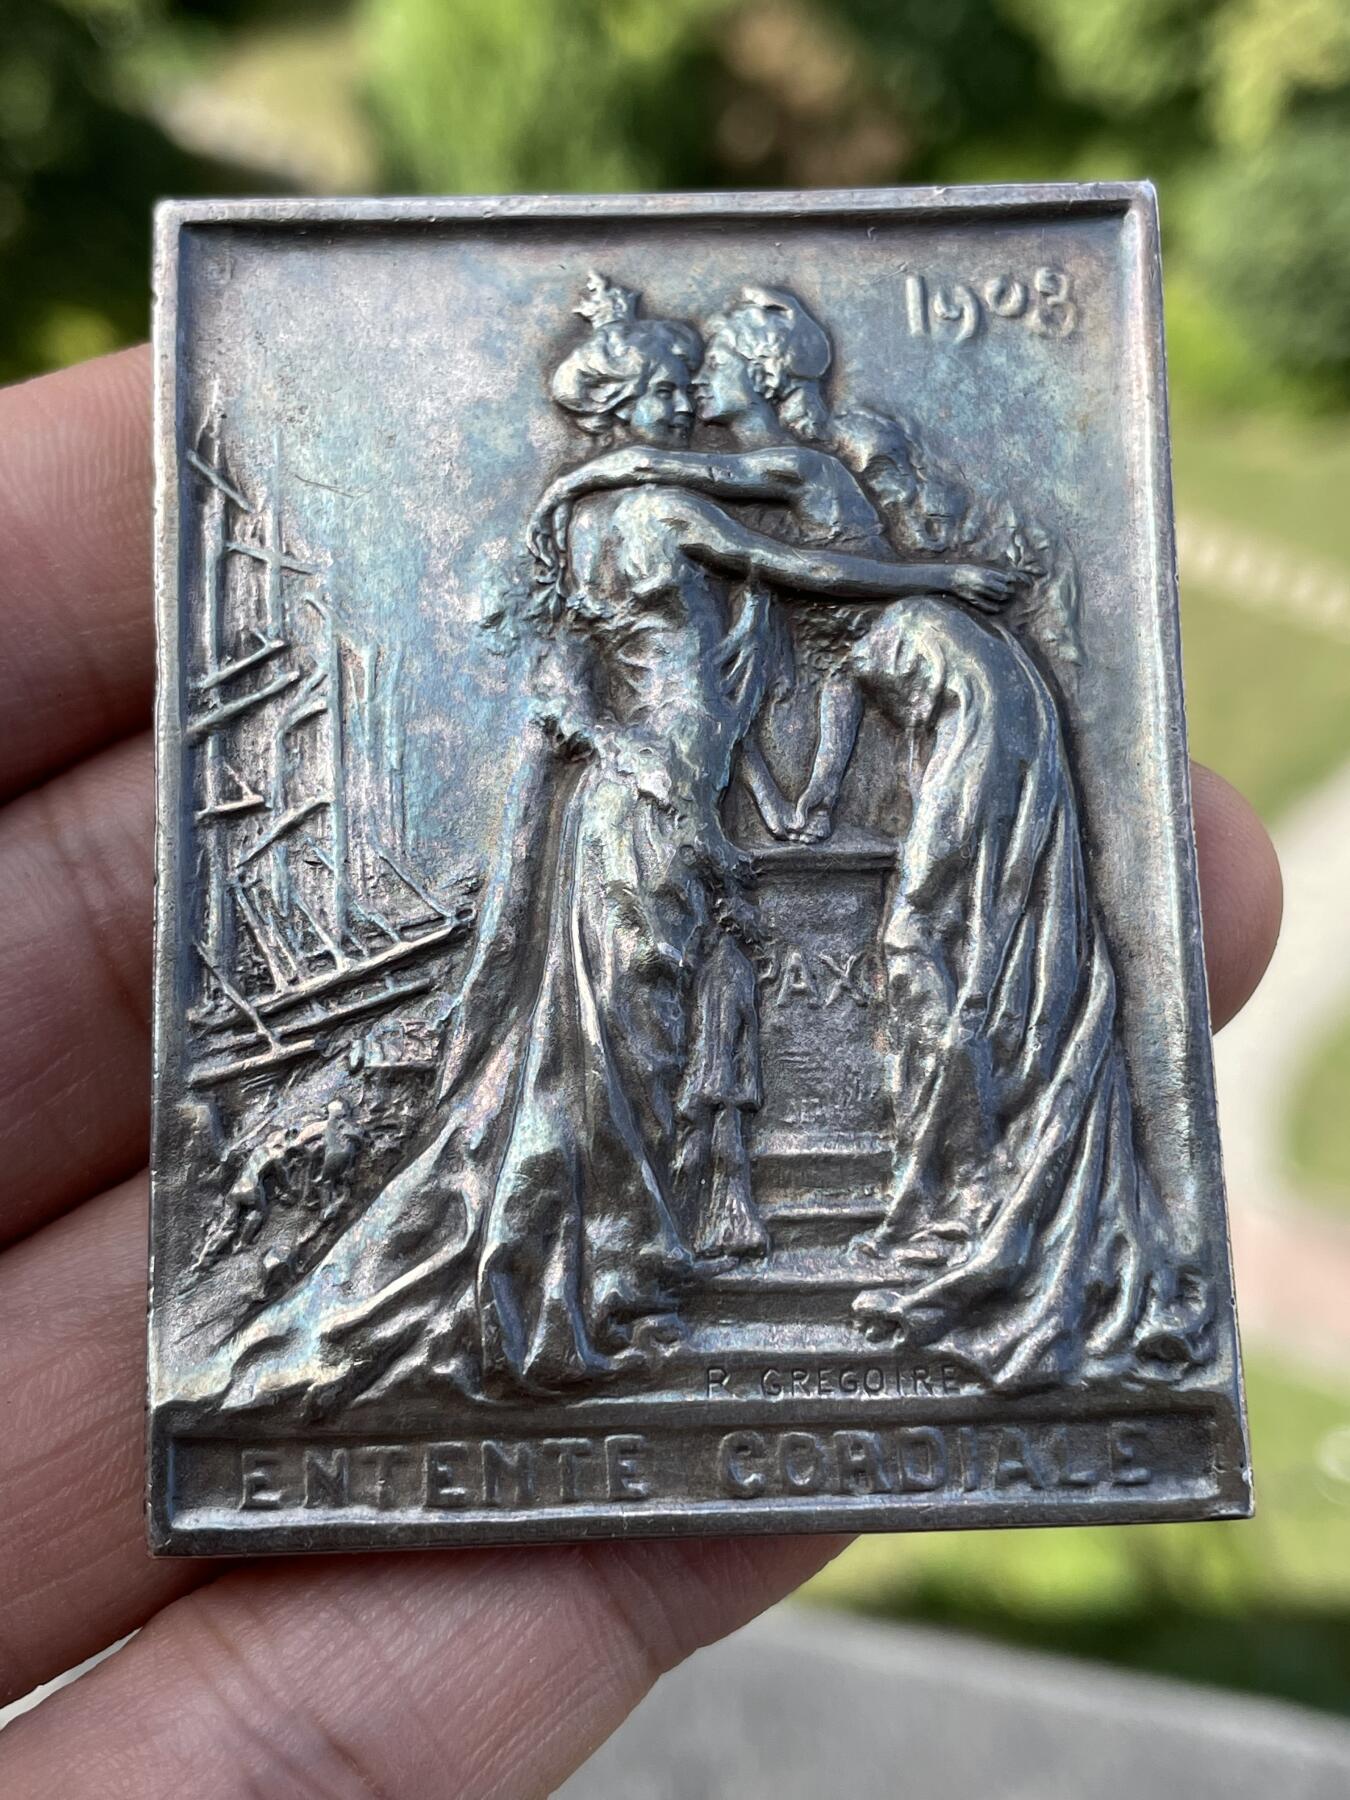 1908
PAX
R. GREGOIRE
ENTENTE CORDIALE